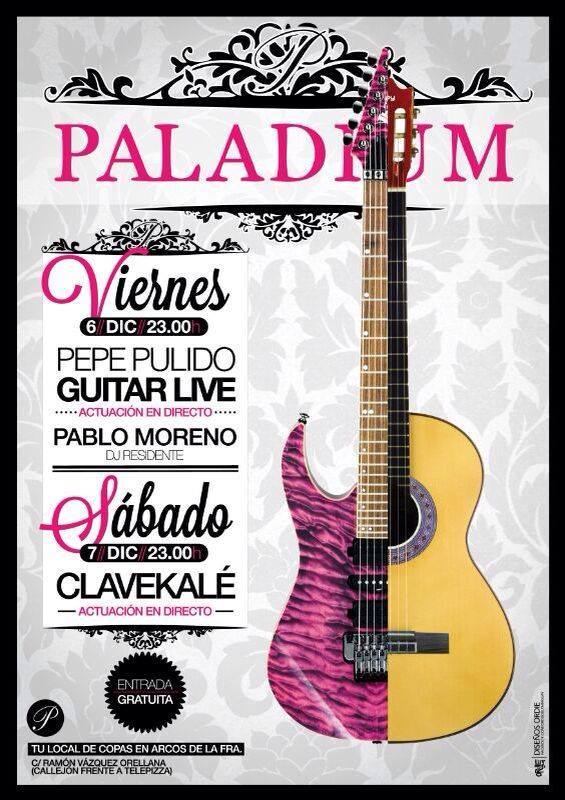 P
PALADIUM
P
Viernes
6//DIC//23.00h
PEPE PULIDO
GUITAR LIVE
ACTUACIÓN EN DIRECTO
PABLO MORENO
DJ RESIDENTE
Sábado
7//DIC//23.00h
CLAVEKALÉ
ACTUACIÓN EN DIRECTO
ENTRADA
GRATUITA
P
TU LOCAL DE COPAS EN ARCOS DE LA FRA.
C/ RAMÓN VÁZQUEZ ORELLANA
(CALLEJÓN FRENTE A TELEPIZZA)
DISEÑOS ORDIE